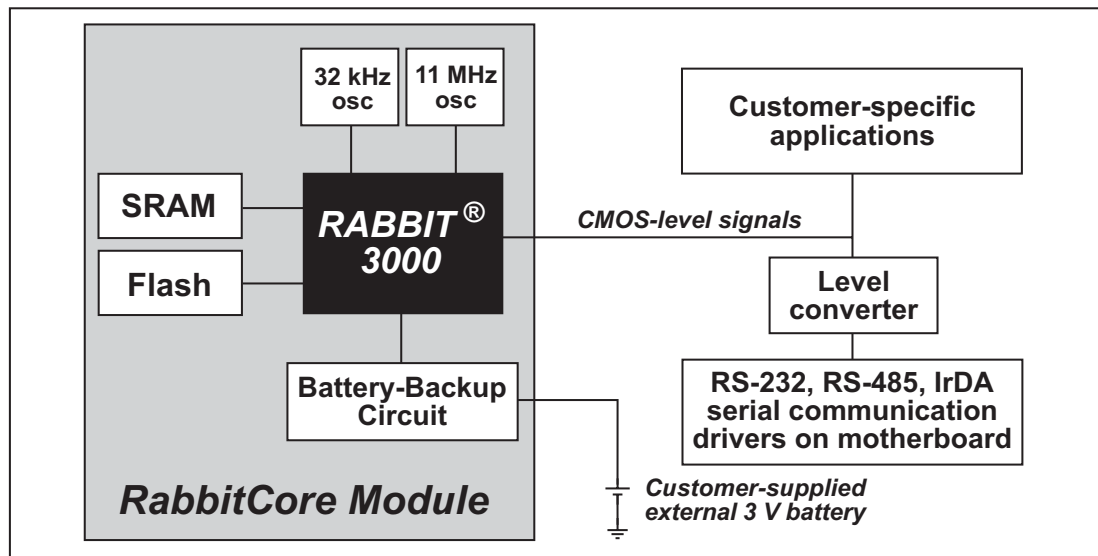 32 kHz
osc
11 MHz
osc
SRAM
Flash
RABBIT ®
3000
Battery-Backup
Circuit
RabbitCore Module
CMOS-level signals
Customer-specific
applications
Level
converter
RS-232, RS-485, IrDA
serial communication
drivers on motherboard
Customer-supplied
external 3 V battery